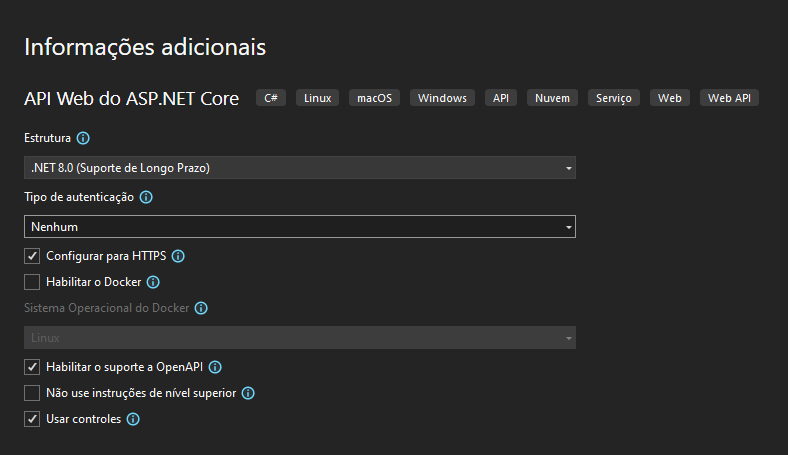 Informações adicionais
API Web do ASP.NET Core C# Linux macOS Windows API Nuvem Serviço Web Web API
Estrutura
.NET 8.0 (Suporte de Longo Prazo)
Tipo de autenticação
Nenhum
Configurar para HTTPS
Habilitar o Docker
Sistema Operacional do Docker
Linux
Habilitar o suporte a OpenAPI
Não use instruções de nível superior
Usar controles